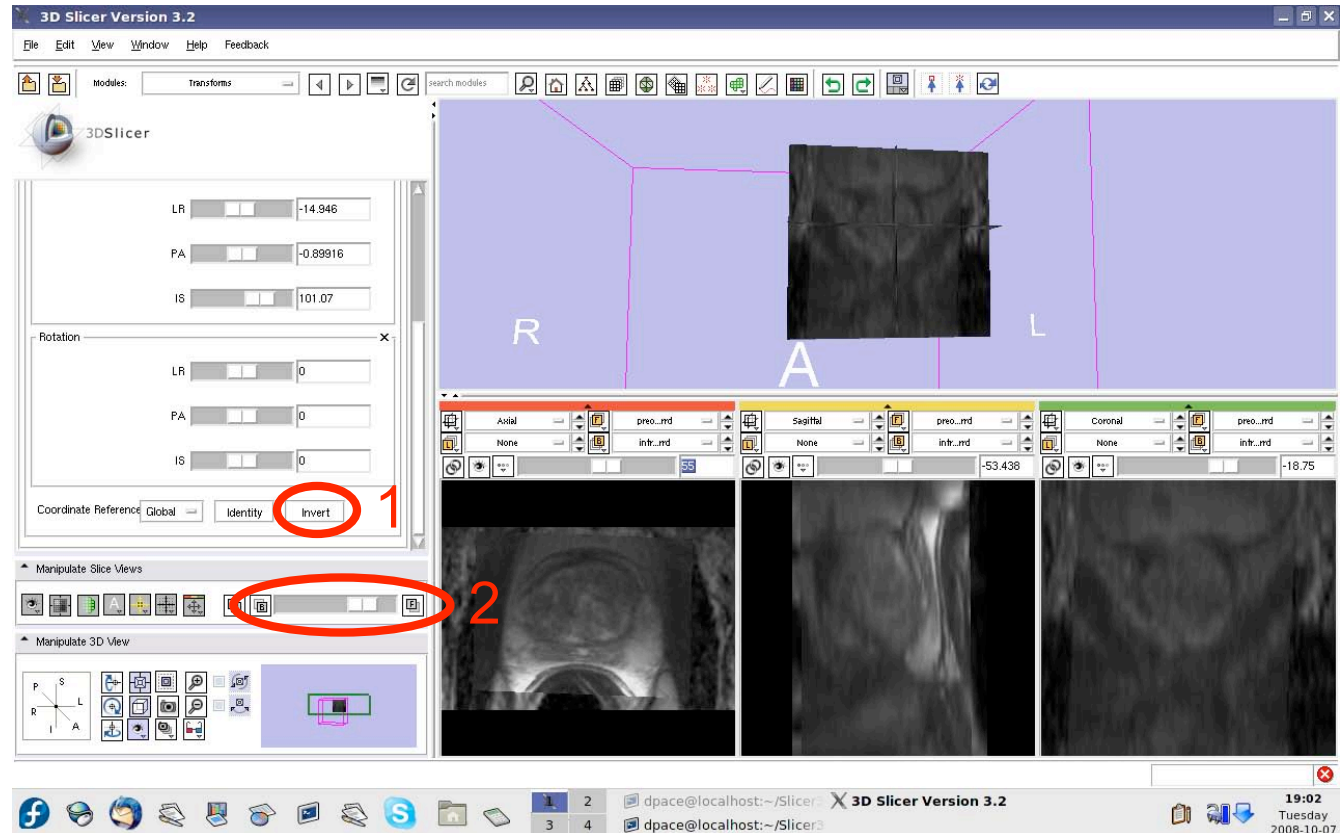 3D Slicer Version 3.2
File Edit View Window Help Feedback
Modules: Transforms search modules
3DSlicer
LR -14.946
PA -0.89916
IS 101.07
Rotation
LR 0
PA 0
IS 0
Coordinate Reference Global Identity Invert 1
R A L
Axial preo...rrd Sagittal preo...rrd Coronal preo...rrd
None intr...rrd None intr...rrd None intr...rrd
55 -53.438 -18.75
Manipulate Slice Views
B F 2
Manipulate 3D View
P S
R L
I A
1 2 dpace@localhost:~/Slicer3 3D Slicer Version 3.2 19:02
3 4 dpace@localhost:~/Slicer3 Tuesday
2008-10-07